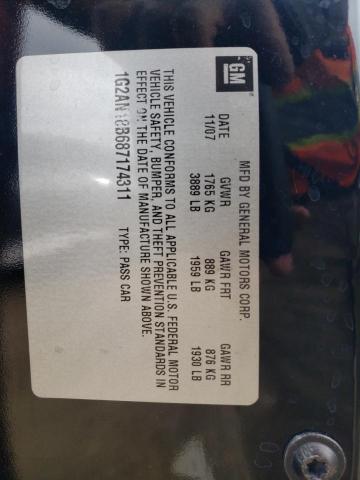 GM
MFD BY GENERAL MOTORS CORP.
DATE GVWR GAWR FRT GAWR RR
11/07 1765 KG 889 KG 876 KG
3889 LB 1959 LB 1930 LB
THIS VEHICLE CONFORMS TO ALL APPLICABLE U.S. FEDERAL MOTOR
VEHICLE SAFETY, BUMPER, AND THEFT PREVENTION STANDARDS IN
EFFECT ON THE DATE OF MANUFACTURE SHOWN ABOVE.
TYPE: PASS CAR